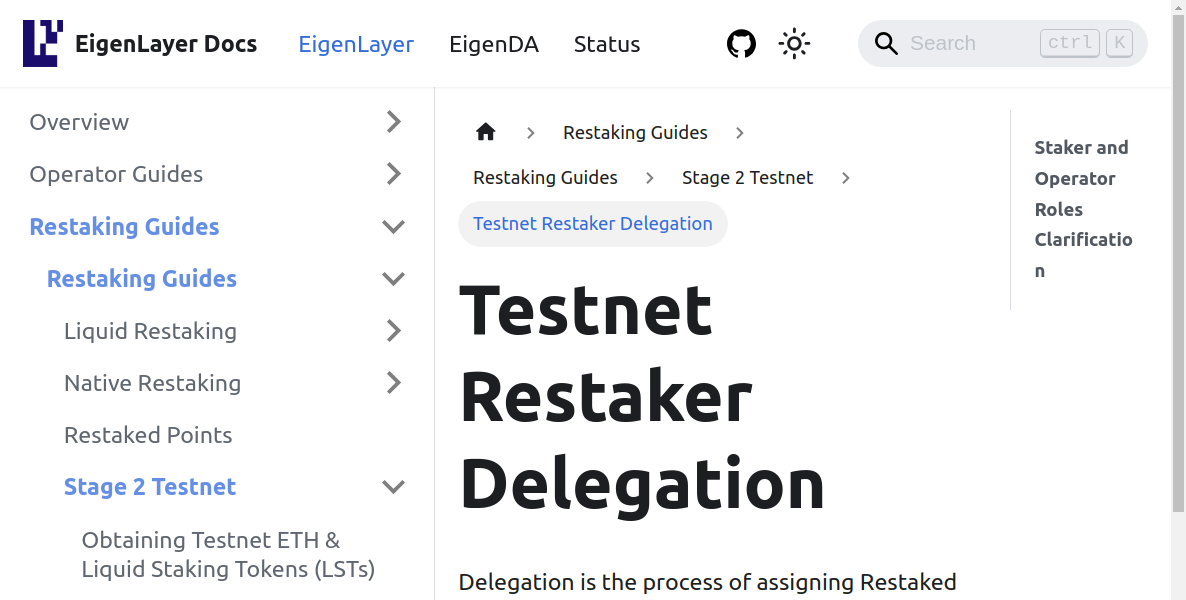 EigenLayer Docs
EigenLayer
EigenDA
Status
Search
ctrl
K
Overview
Operator Guides
Restaking Guides
Restaking Guides
Liquid Restaking
Native Restaking
Restaked Points
Stage 2 Testnet
Obtaining Testnet ETH &
Liquid Staking Tokens (LSTs)
Restaking Guides
Restaking Guides
Stage 2 Testnet
Testnet Restaker Delegation
Testnet
Restaker
Delegation
Delegation is the process of assigning Restaked
Staker and
Operator
Roles
Clarificatio
n